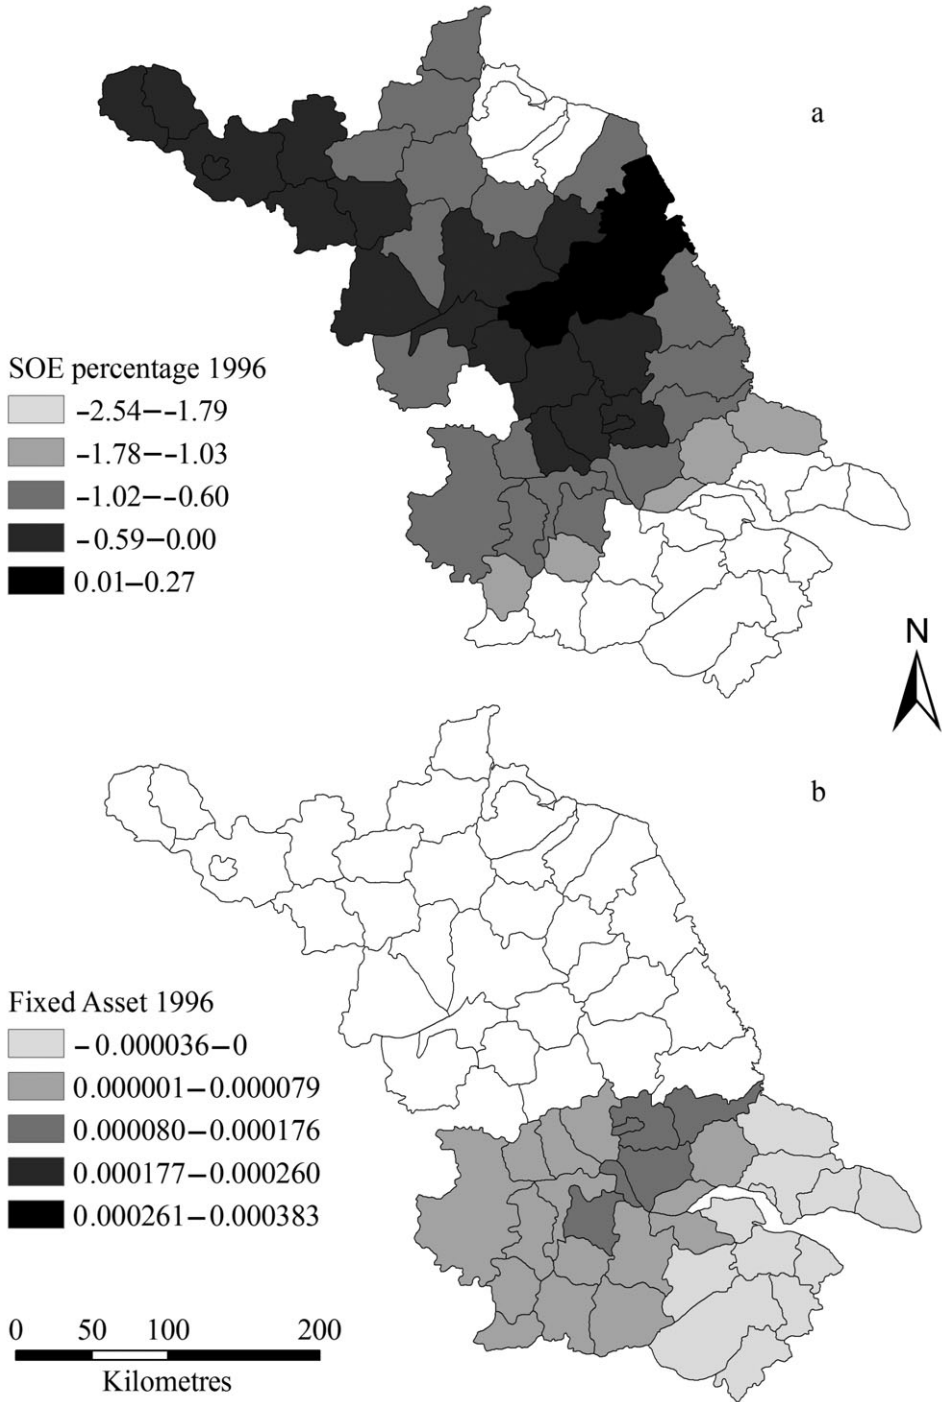 a
SOE percentage 1996
-2.54–-1.79
-1.78–-1.03
-1.02–-0.60
-0.59–0.00
0.01–0.27
N
b
Fixed Asset 1996
-0.000036–0
0.000001–0.000079
0.000080–0.000176
0.000177–0.000260
0.000261–0.000383
0 50 100 200
Kilometres